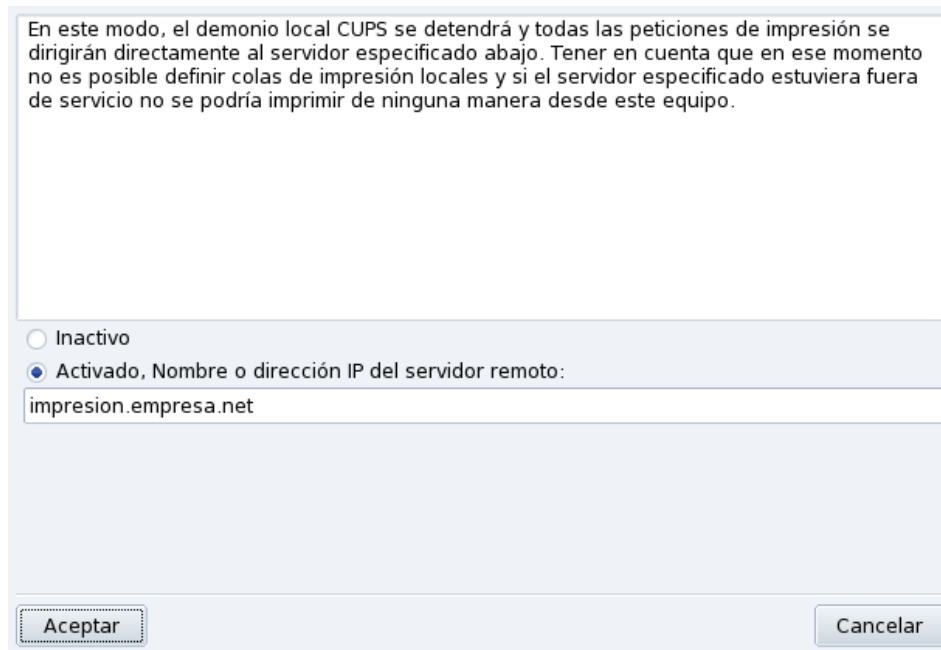 En este modo, el demonio local CUPS se detendrá y todas las peticiones de impresión se
dirigirán directamente al servidor especificado abajo. Tener en cuenta que en ese momento
no es posible definir colas de impresión locales y si el servidor especificado estuviera fuera
de servicio no se podría imprimir de ninguna manera desde este equipo.
Inactivo
Activado, Nombre o dirección IP del servidor remoto:
impresion.empresa.net
Aceptar
Cancelar